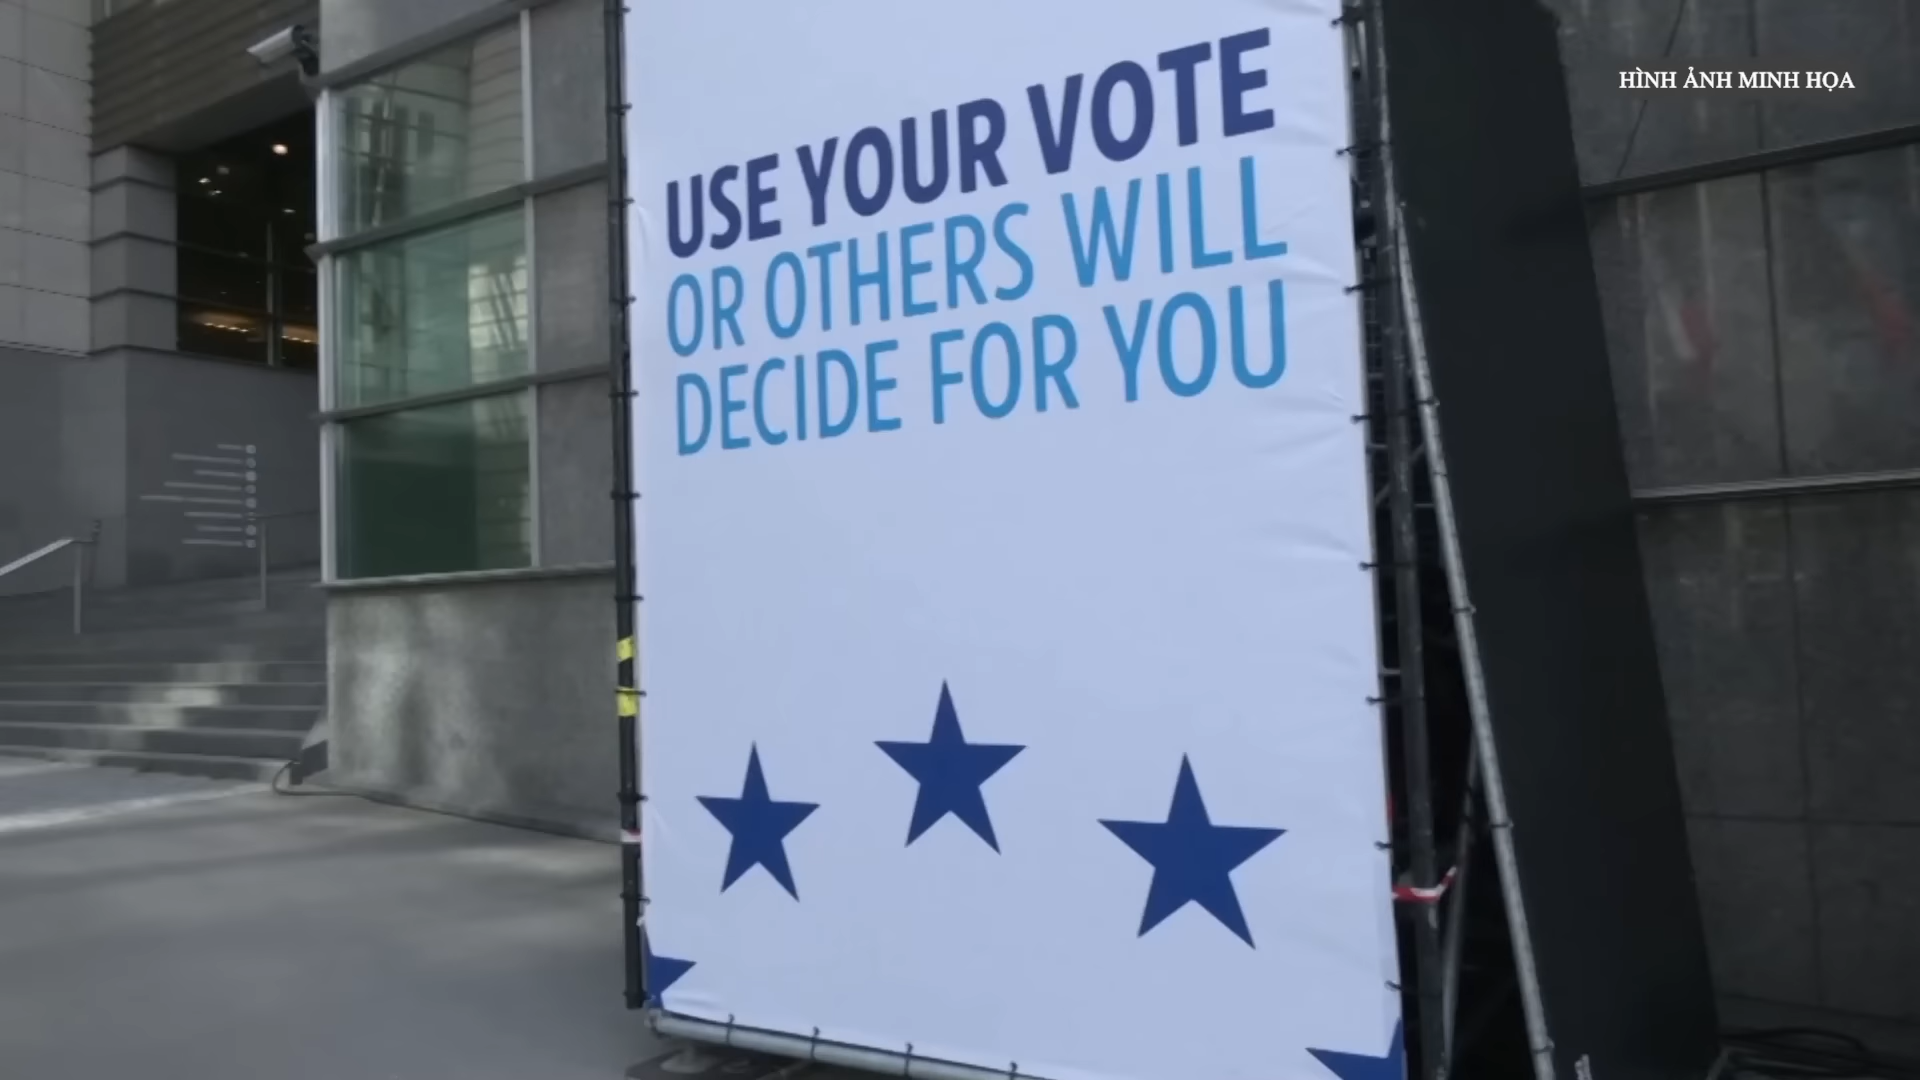 HÌNH ẢNH MINH HỌA
USE YOUR VOTE
OR OTHERS WILL
DECIDE FOR YOU